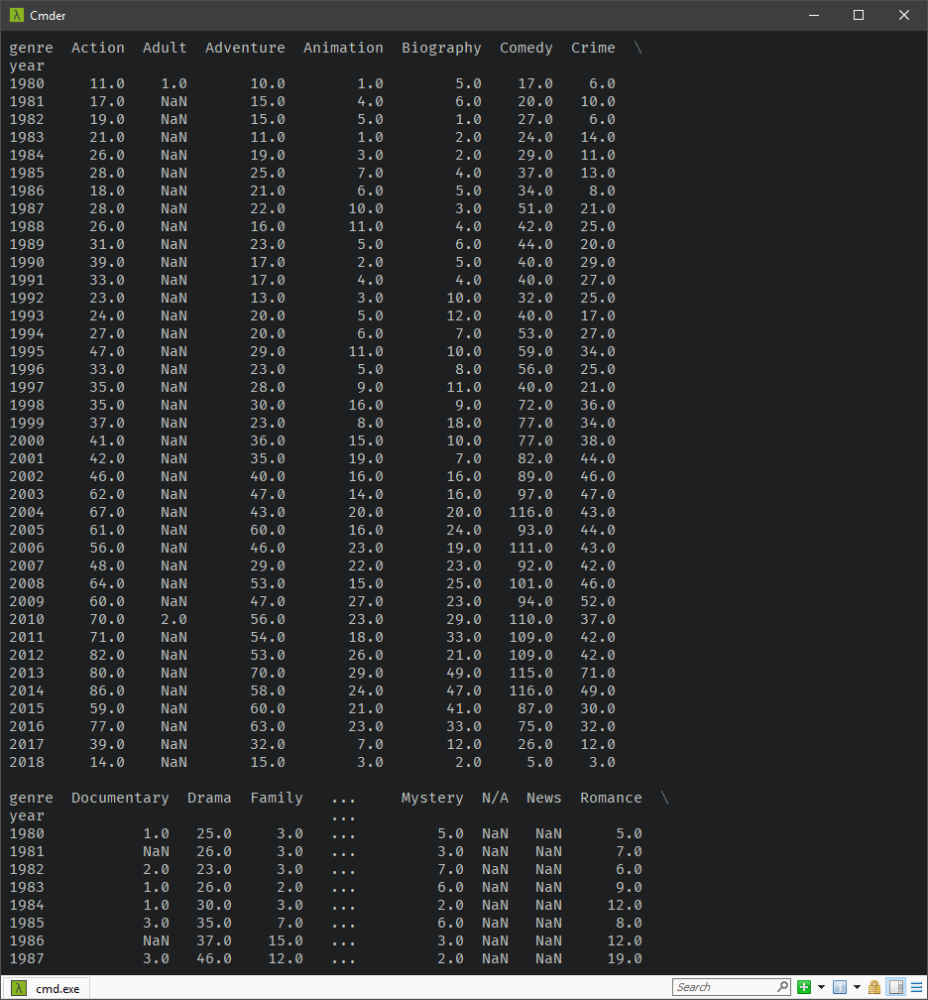 Cmder
genre Action Adult Adventure Animation Biography Comedy Crime \
year
1980 11.0 1.0 10.0 1.0 5.0 17.0 6.0
1981 17.0 NaN 15.0 4.0 6.0 20.0 10.0
1982 19.0 NaN 15.0 5.0 1.0 27.0 6.0
1983 21.0 NaN 11.0 1.0 2.0 24.0 14.0
1984 26.0 NaN 19.0 3.0 2.0 29.0 11.0
1985 28.0 NaN 25.0 7.0 4.0 37.0 13.0
1986 18.0 NaN 21.0 6.0 5.0 34.0 8.0
1987 28.0 NaN 22.0 10.0 3.0 51.0 21.0
1988 26.0 NaN 16.0 11.0 4.0 42.0 25.0
1989 31.0 NaN 23.0 5.0 6.0 44.0 20.0
1990 39.0 NaN 17.0 2.0 5.0 40.0 29.0
1991 33.0 NaN 17.0 4.0 4.0 40.0 27.0
1992 23.0 NaN 13.0 3.0 10.0 32.0 25.0
1993 24.0 NaN 20.0 5.0 12.0 40.0 17.0
1994 27.0 NaN 20.0 6.0 7.0 53.0 27.0
1995 47.0 NaN 29.0 11.0 10.0 59.0 34.0
1996 33.0 NaN 23.0 5.0 8.0 56.0 25.0
1997 35.0 NaN 28.0 9.0 11.0 40.0 21.0
1998 35.0 NaN 30.0 16.0 9.0 72.0 36.0
1999 37.0 NaN 23.0 8.0 18.0 77.0 34.0
2000 41.0 NaN 36.0 15.0 10.0 77.0 38.0
2001 42.0 NaN 35.0 19.0 7.0 82.0 44.0
2002 46.0 NaN 40.0 16.0 16.0 89.0 46.0
2003 62.0 NaN 47.0 14.0 16.0 97.0 47.0
2004 67.0 NaN 43.0 20.0 20.0 116.0 43.0
2005 61.0 NaN 60.0 16.0 24.0 93.0 44.0
2006 56.0 NaN 46.0 23.0 19.0 111.0 43.0
2007 48.0 NaN 29.0 22.0 23.0 92.0 42.0
2008 64.0 NaN 53.0 15.0 25.0 101.0 46.0
2009 60.0 NaN 47.0 27.0 23.0 94.0 52.0
2010 70.0 2.0 56.0 23.0 29.0 110.0 37.0
2011 71.0 NaN 54.0 18.0 33.0 109.0 42.0
2012 82.0 NaN 53.0 26.0 21.0 109.0 42.0
2013 80.0 NaN 70.0 29.0 49.0 115.0 71.0
2014 86.0 NaN 58.0 24.0 47.0 116.0 49.0
2015 59.0 NaN 60.0 21.0 41.0 87.0 30.0
2016 77.0 NaN 63.0 23.0 33.0 75.0 32.0
2017 39.0 NaN 32.0 7.0 12.0 26.0 12.0
2018 14.0 NaN 15.0 3.0 2.0 5.0 3.0
genre Documentary Drama Family ... Mystery N/A News Romance \
year ...
1980 1.0 25.0 3.0 ... 5.0 NaN NaN 5.0
1981 NaN 26.0 3.0 ... 3.0 NaN NaN 7.0
1982 2.0 23.0 3.0 ... 7.0 NaN NaN 6.0
1983 1.0 26.0 2.0 ... 6.0 NaN NaN 9.0
1984 1.0 30.0 3.0 ... 2.0 NaN NaN 12.0
1985 3.0 35.0 7.0 ... 6.0 NaN NaN 8.0
1986 NaN 37.0 15.0 ... 3.0 NaN NaN 12.0
1987 3.0 46.0 12.0 ... 2.0 NaN NaN 19.0
λ cmd.exe Search